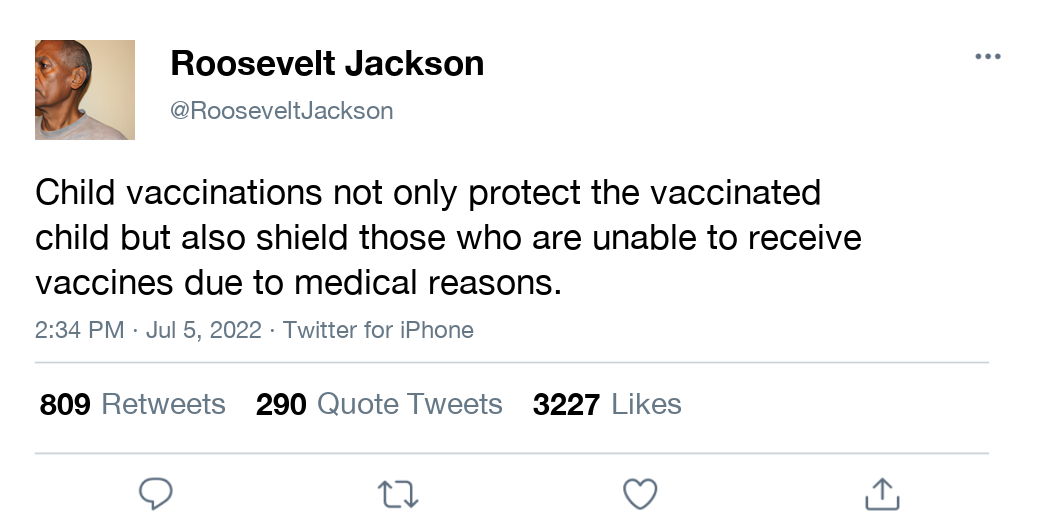 Roosevelt Jackson
@RooseveltJackson
Child vaccinations not only protect the vaccinated
child but also shield those who are unable to receive
vaccines due to medical reasons.
2:34 PM · Jul 5, 2022 · Twitter for iPhone
809 Retweets 290 Quote Tweets 3227 Likes